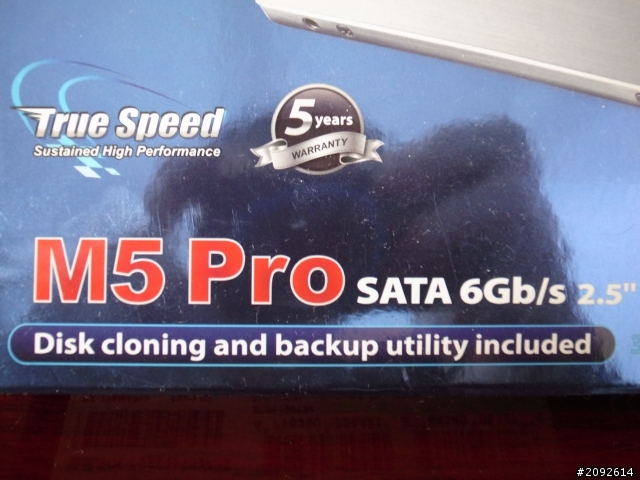 True Speed
Sustained High Performance
5 years
WARRANTY
M5 Pro SATA 6Gb/s 2.5"
Disk cloning and backup utility included
#2092614